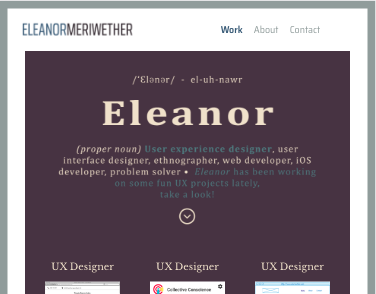 ELEANORMERIWETHER
Work About Contact
/'Elənər/ - el-uh-nawr
Eleanor
(proper noun) User experience designer, user
interface designer, ethnographer, web developer, iOS
developer, problem solver • Eleanor has been working
on some fun UX projects lately,
take a look!
UX Designer UX Designer UX Designer
Collective Conscience